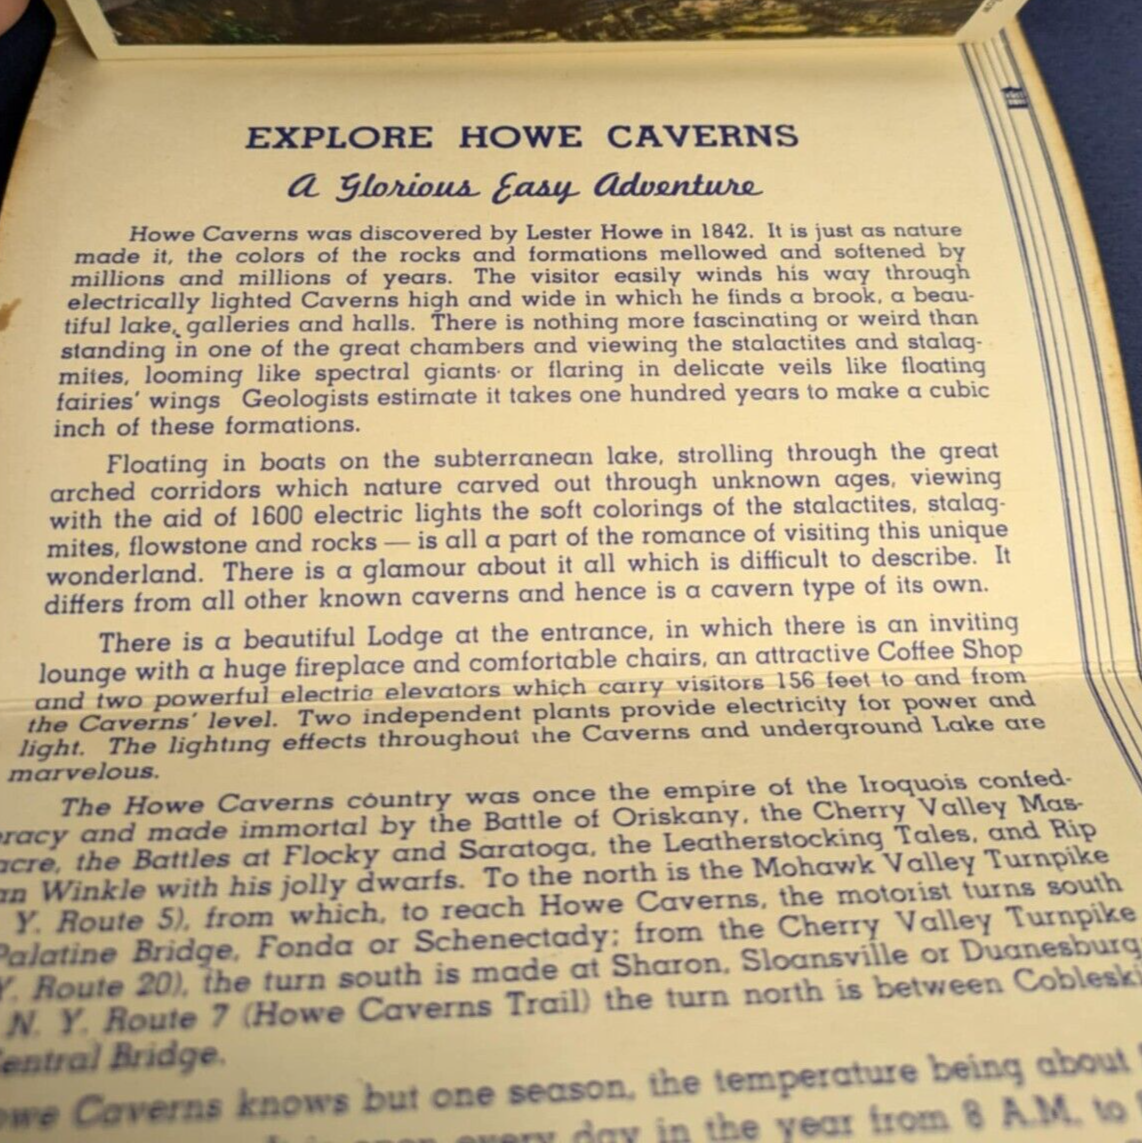 EXPLORE HOWE CAVERNS
A Glorious Easy Adventure
Howe Caverns was discovered by Lester Howe in 1842. It is just as nature
made it, the colors of the rocks and formations mellowed and softened by
millions and millions of years. The visitor easily winds his way through
electrically lighted Caverns high and wide in which he finds a brook, a beau-
tiful lake, galleries and halls. There is nothing more fascinating or weird than
standing in one of the great chambers and viewing the stalactites and stalag-
mites, looming like spectral giants or flaring in delicate veils like floating
fairies' wings Geologists estimate it takes one hundred years to make a cubic
inch of these formations.
Floating in boats on the subterranean lake, strolling through the great
arched corridors which nature carved out through unknown ages, viewing
with the aid of 1600 electric lights the soft colorings of the stalactites, stalag-
mites, flowstone and rocks — is all a part of the romance of visiting this unique
wonderland. There is a glamour about it all which is difficult to describe. It
differs from all other known caverns and hence is a cavern type of its own.
There is a beautiful Lodge at the entrance, in which there is an inviting
lounge with a huge fireplace and comfortable chairs, an attractive Coffee Shop
and two powerful electric elevators which carry visitors 156 feet to and from
the Caverns' level. Two independent plants provide electricity for power and
light. The lighting effects throughout the Caverns and underground Lake are
marvelous.
The Howe Caverns country was once the empire of the Iroquois confed-
eracy and made immortal by the Battle of Oriskany, the Cherry Valley Mas-
acre, the Battles at Flocky and Saratoga, the Leatherstocking Tales, and Rip
an Winkle with his jolly dwarfs. To the north is the Mohawk Valley Turnpike
Y. Route 5), from which, to reach Howe Caverns, the motorist turns south
Palatine Bridge, Fonda or Schenectady; from the Cherry Valley Turnpike
Y. Route 20), the turn south is made at Sharon, Sloansville or Duanesburg
N. Y. Route 7 (Howe Caverns Trail) the turn north is between Coblesk
Central Bridge.
owe Caverns knows but one season, the temperature being about
every day in the year from 8 A.M. to